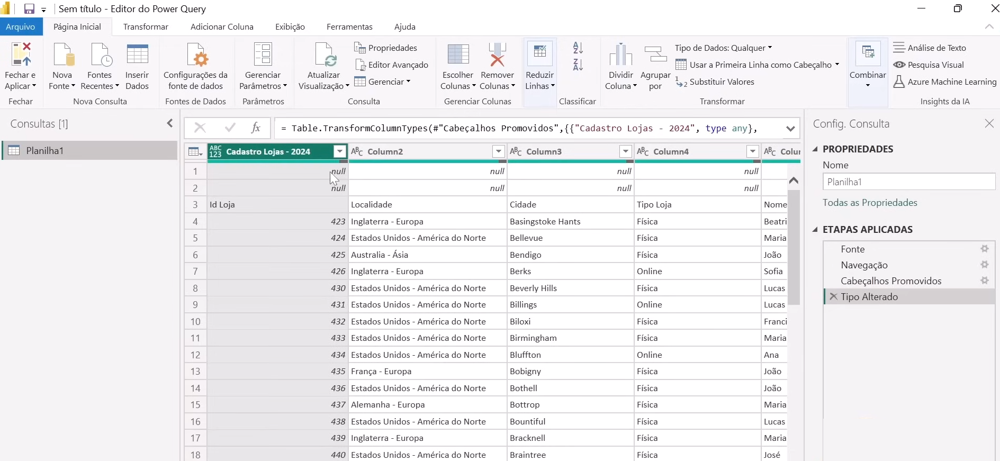 Sem título - Editor do Power Query
Arquivo
Página Inicial
Transformar
Adicionar Coluna
Exibição
Ferramentas
Ajuda
Fechar e
Aplicar
Fechar
Nova
Fonte
Fontes
Recentes
Inserir
Dados
Nova Consulta
Configurações da
fonte de dados
Fontes de Dados
Gerenciar
Parâmetros
Parâmetros
Atualizar
Visualização
Propriedades
Editor Avançado
Gerenciar
Consulta
Escolher
Colunas
Remover
Colunas
Gerenciar Colunas
Reduzir
Linhas
A
Z
Z
A
Classificar
Dividir
Coluna
Agrupar
por
Tipo de Dados: Qualquer
Usar a Primeira Linha como Cabeçalho
1
2 Substituir Valores
Transformar
Combinar
Análise de Texto
Pesquisa Visual
Azure Machine Learning
Insights da IA
Consultas [1]
Planilha1
fx
= Table.TransformColumnTypes(#"Cabeçalhos Promovidos",{{"Cadastro Lojas - 2024", type any},
ABC
123 Cadastro Lojas - 2024
ABC Column2
ABC Column3
ABC Column4
ABC Colur
1 null null null null
2 null null null null
3 Id Loja Localidade Cidade Tipo Loja Nome
4 423 Inglaterra - Europa Basingstoke Hants Física Beatri
5 424 Estados Unidos - América do Norte Bellevue Física Maria
6 425 Australia - Ásia Bendigo Física João
7 426 Inglaterra - Europa Berks Online Sofia
8 430 Estados Unidos - América do Norte Beverly Hills Física Lucas
9 431 Estados Unidos - América do Norte Billings Online Lucas
10 432 Estados Unidos - América do Norte Biloxi Física Franci
11 433 Estados Unidos - América do Norte Birmingham Física Maria
12 434 Estados Unidos - América do Norte Bluffton Online Ana
13 435 França - Europa Bobigny Física João
14 436 Estados Unidos - América do Norte Bothell Física João
15 437 Alemanha - Europa Bottrop Física Maria
16 438 Estados Unidos - América do Norte Bountiful Física Lucas
17 439 Inglaterra - Europa Bracknell Física Maria
18 440 Estados Unidos - América do Norte Braintree Física José
Config. Consulta
PROPRIEDADES
Nome
Planilha1
Todas as Propriedades
ETAPAS APLICADAS
Fonte
Navegação
Cabeçalhos Promovidos
Tipo Alterado